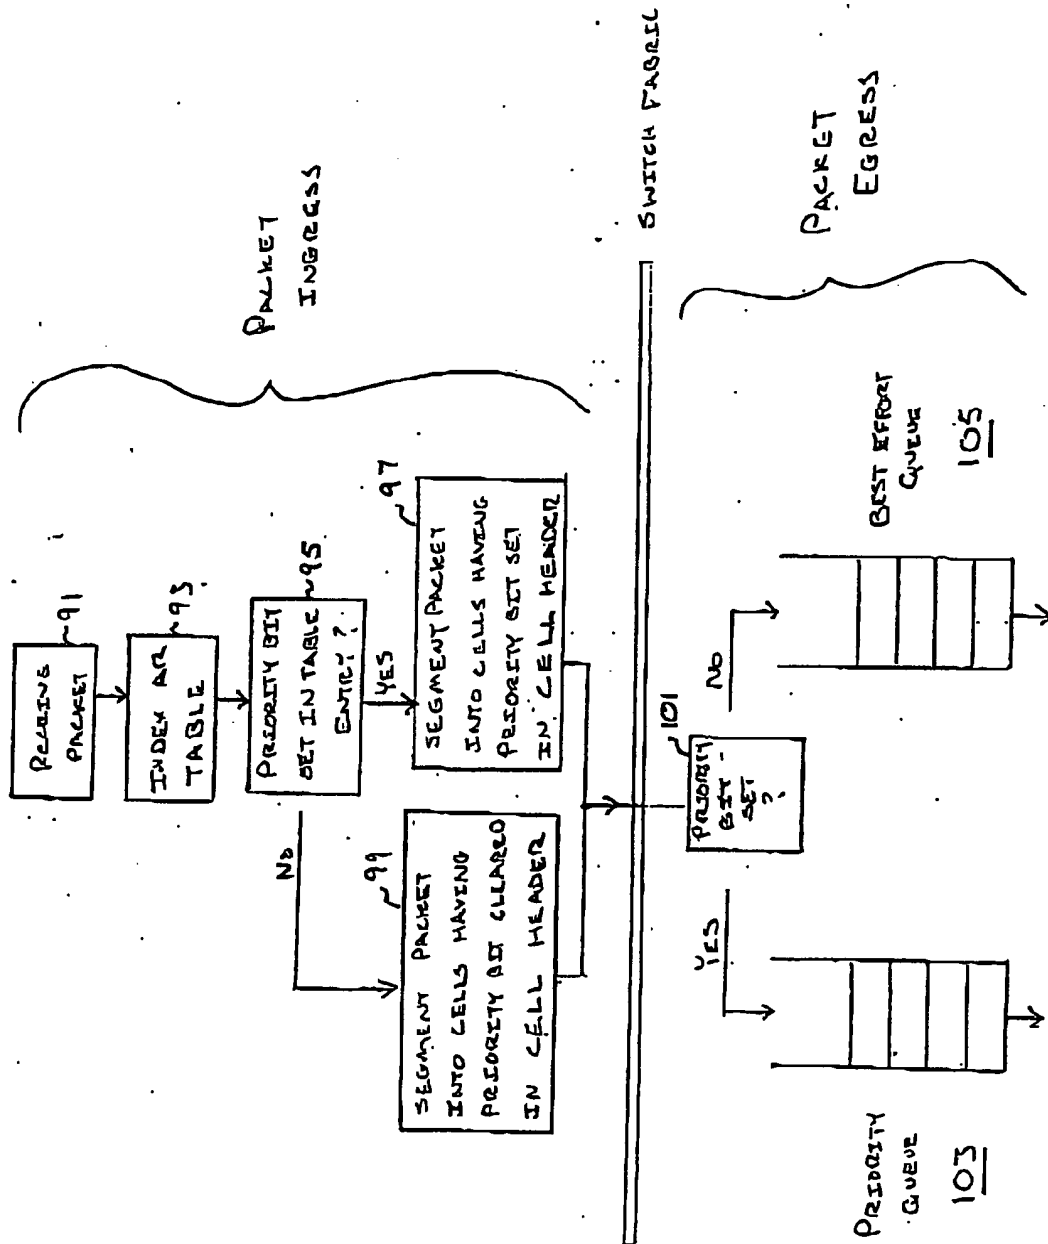 RECEIVING
PACKET
~91
INDEX AR
TABLE
~93
PRIORITY BIT
SET IN TABLE
ENTRY?
~95
YES
NO
SEGMENT PACKET
INTO CELLS HAVING
PRIORITY BIT SET
IN CELL HEADER
97
SEGMENT PACKET
INTO CELLS HAVING
PRIORITY BIT CLEARED
IN CELL HEADER
~99
PACKET
INGRESS
SWITCH FABRIC
PRIORITY
BIT -
SET
?
101
YES
NO
PRIORITY
QUEUE
103
BEST EFFORT
QUEUE
105
PACKET
EGRESS